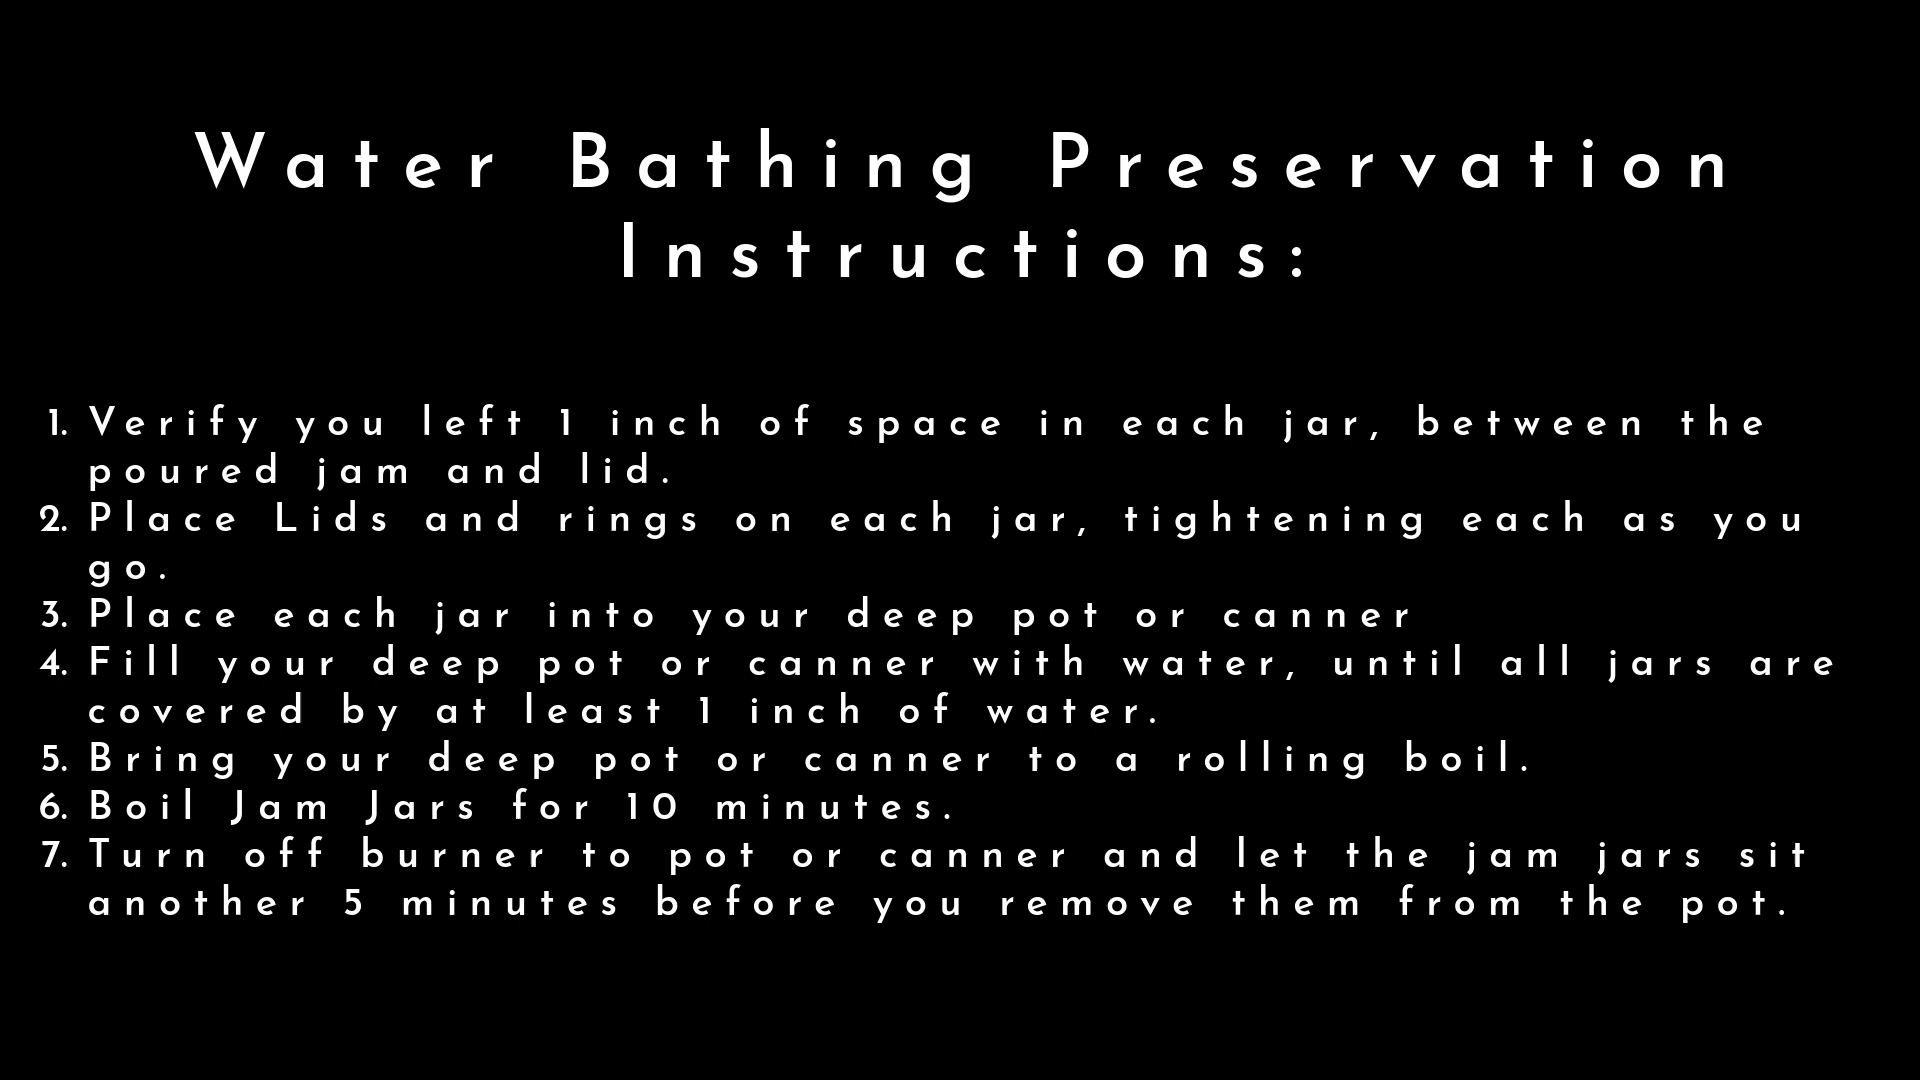 Water Bathing Preservation
Instructions:
1. Verify you left 1 inch of space in each jar, between the
poured jam and lid.
2. Place Lids and rings on each jar, tightening each as you
go.
3. Place each jar into your deep pot or canner
4. Fill your deep pot or canner with water, until all jars are
covered by at least 1 inch of water.
5. Bring your deep pot or canner to a rolling boil.
6. Boil Jam Jars for 10 minutes.
7. Turn off burner to pot or canner and let the jam jars sit
another 5 minutes before you remove them from the pot.